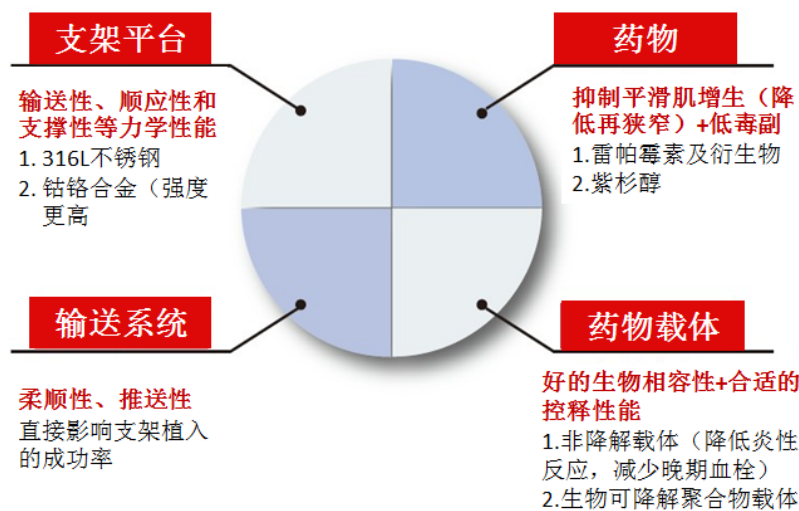 支架平台
输送性、顺应性和
支撑性等力学性能
1. 316L不锈钢
2. 钴铬合金（强度
更高
药物
抑制平滑肌增生（降
低再狭窄）+低毒副
1.雷帕霉素及衍生物
2.紫杉醇
输送系统
柔顺性、推送性
直接影响支架植入
的成功率
药物载体
好的生物相容性+合适的
控释性能
1.非降解载体（降低炎性
反应，减少晚期血栓）
2.生物可降解聚合物载体